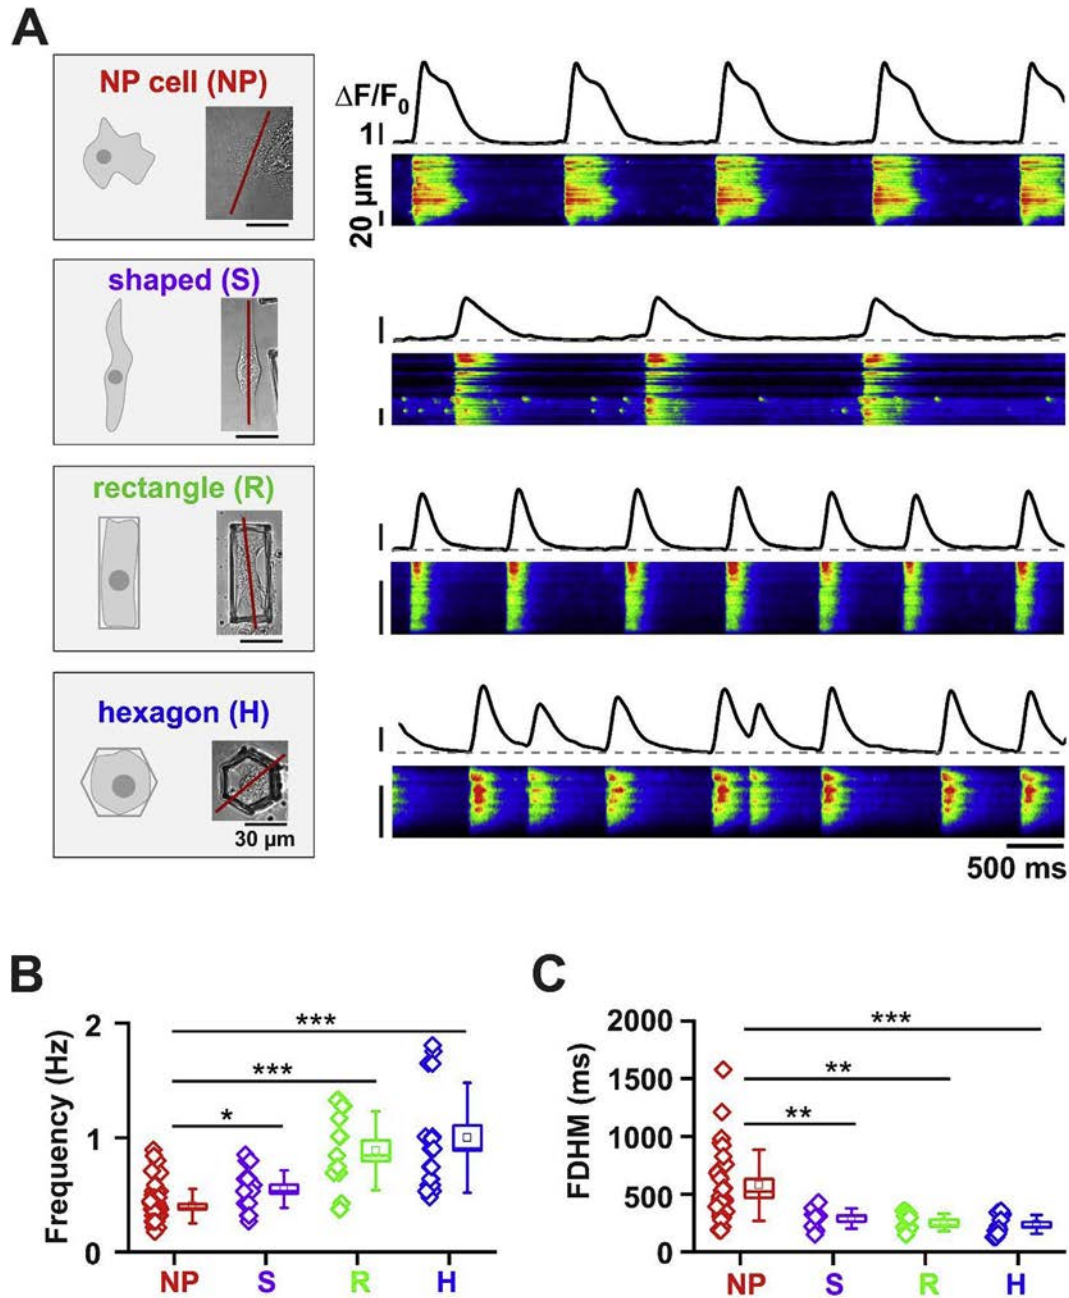 A
NP cell (NP)
ΔF/F0
1
20 µm
shaped (S)
rectangle (R)
hexagon (H)
30 µm
500 ms
B
C
Frequency (Hz)
2
1
0
***
***
*
NP
S
R
H
FDHM (ms)
2000
1500
1000
500
0
***
**
**
NP
S
R
H